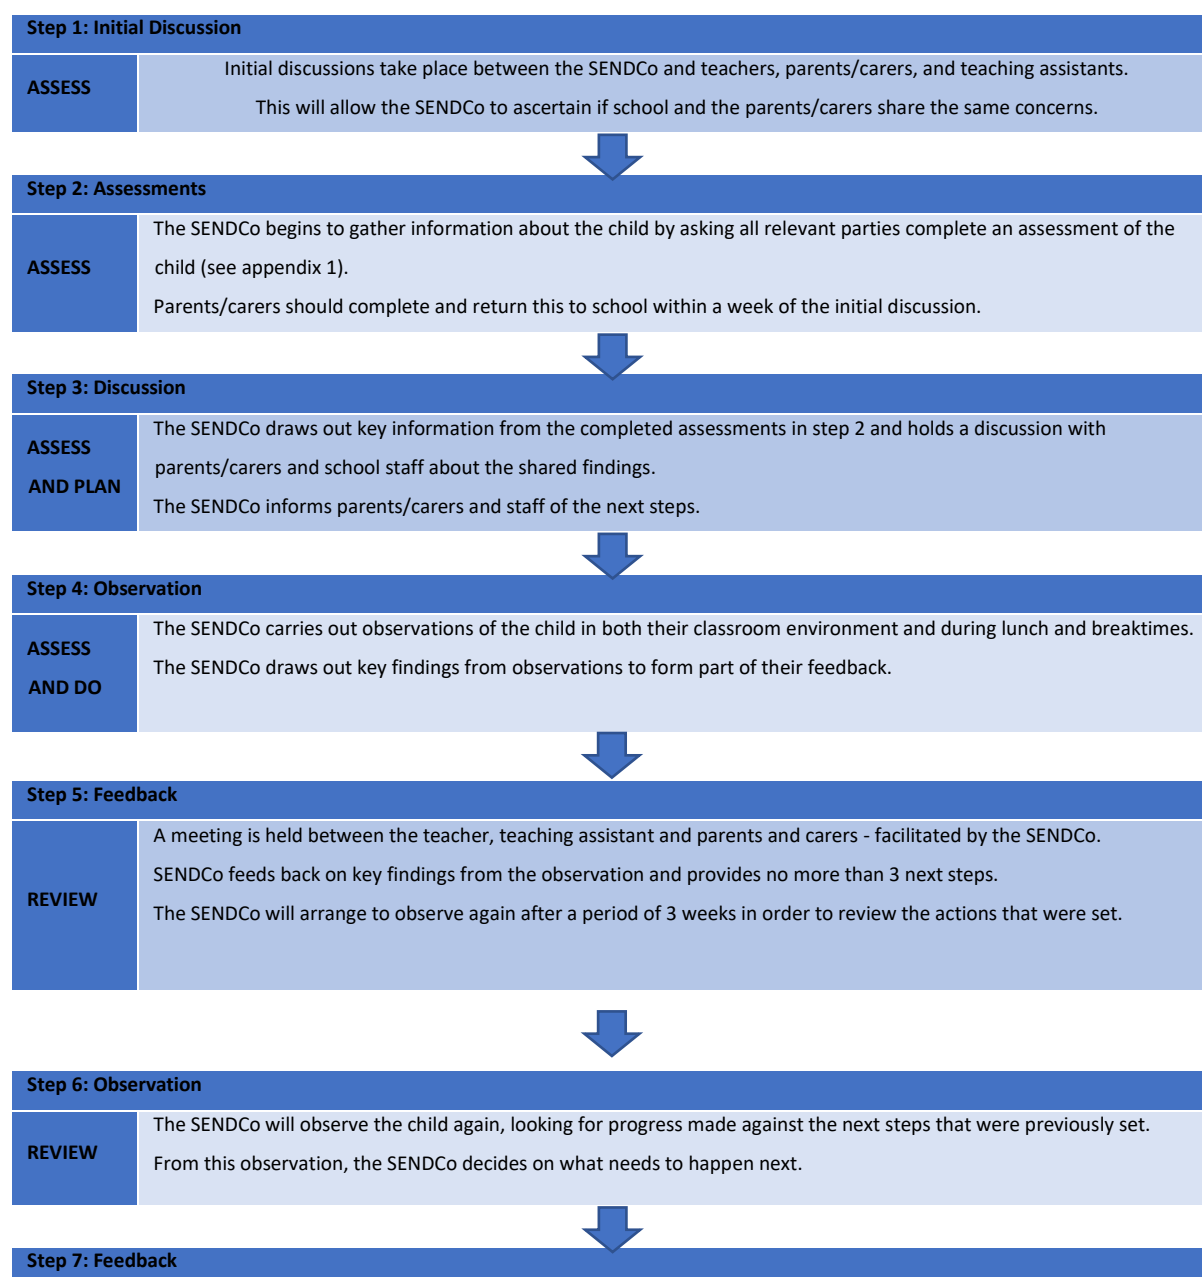 Step 1: Initial Discussion
ASSESS
Initial discussions take place between the SENDCo and teachers, parents/carers, and teaching assistants.
This will allow the SENDCo to ascertain if school and the parents/carers share the same concerns.
Step 2: Assessments
ASSESS
The SENDCo begins to gather information about the child by asking all relevant parties complete an assessment of the
child (see appendix 1).
Parents/carers should complete and return this to school within a week of the initial discussion.
Step 3: Discussion
ASSESS
AND PLAN
The SENDCo draws out key information from the completed assessments in step 2 and holds a discussion with
parents/carers and school staff about the shared findings.
The SENDCo informs parents/carers and staff of the next steps.
Step 4: Observation
ASSESS
AND DO
The SENDCo carries out observations of the child in both their classroom environment and during lunch and breaktimes.
The SENDCo draws out key findings from observations to form part of their feedback.
Step 5: Feedback
REVIEW
A meeting is held between the teacher, teaching assistant and parents and carers - facilitated by the SENDCo.
SENDCo feeds back on key findings from the observation and provides no more than 3 next steps.
The SENDCo will arrange to observe again after a period of 3 weeks in order to review the actions that were set.
Step 6: Observation
REVIEW
The SENDCo will observe the child again, looking for progress made against the next steps that were previously set.
From this observation, the SENDCo decides on what needs to happen next.
Step 7: Feedback